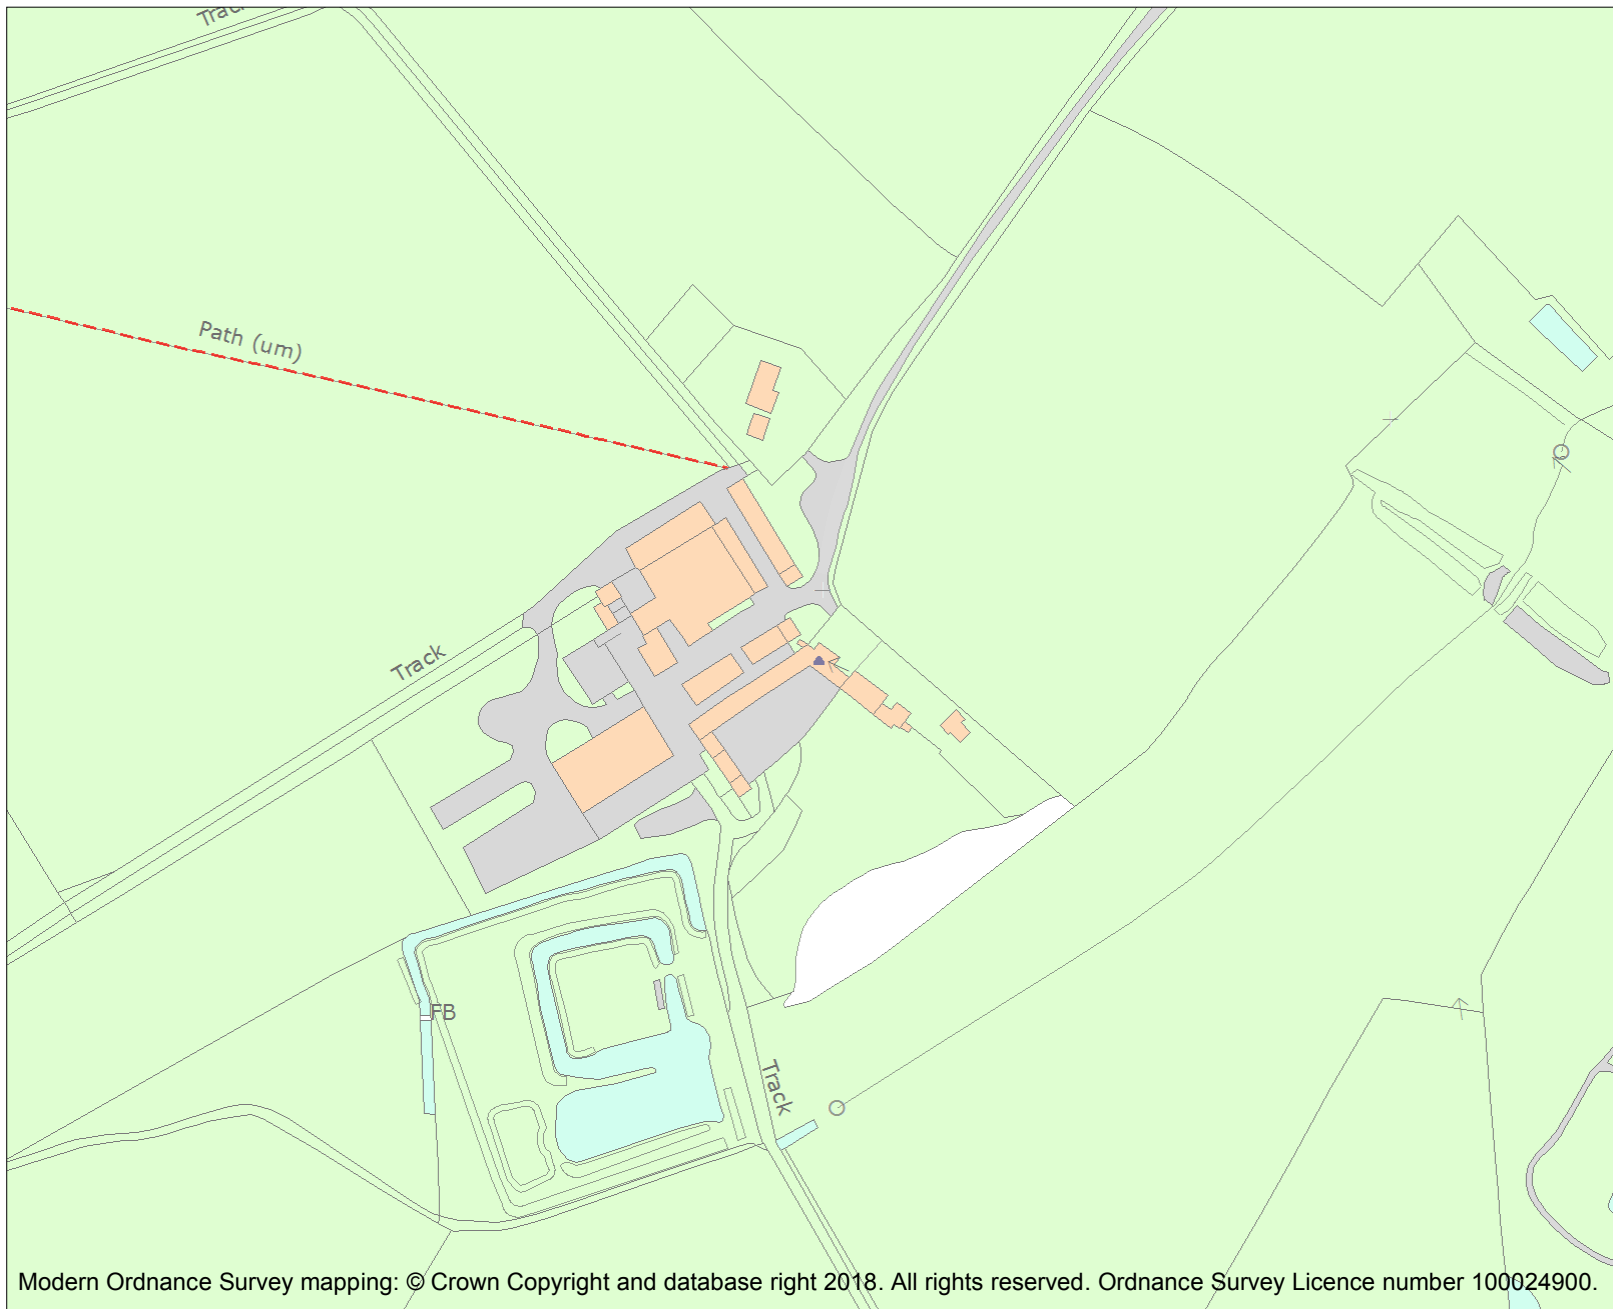 Path (um)
Track
FB
Track
Modern Ordnance Survey mapping: © Crown Copyright and database right 2018. All rights reserved. Ordnance Survey Licence number 100024900.